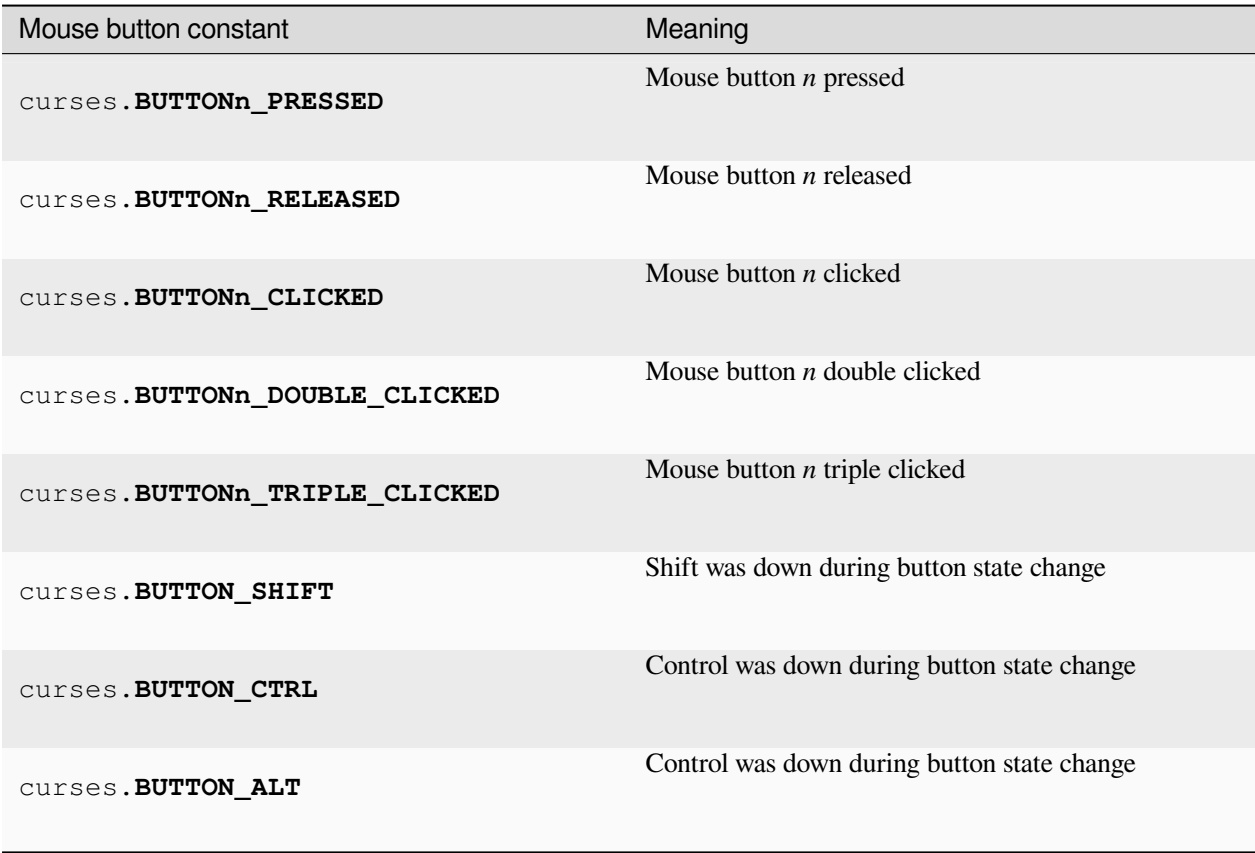 Mouse button constant Meaning
curses.BUTTONn_PRESSED Mouse button n pressed
curses.BUTTONn_RELEASED Mouse button n released
curses.BUTTONn_CLICKED Mouse button n clicked
curses.BUTTONn_DOUBLE_CLICKED Mouse button n double clicked
curses.BUTTONn_TRIPLE_CLICKED Mouse button n triple clicked
curses.BUTTON_SHIFT Shift was down during button state change
curses.BUTTON_CTRL Control was down during button state change
curses.BUTTON_ALT Control was down during button state change